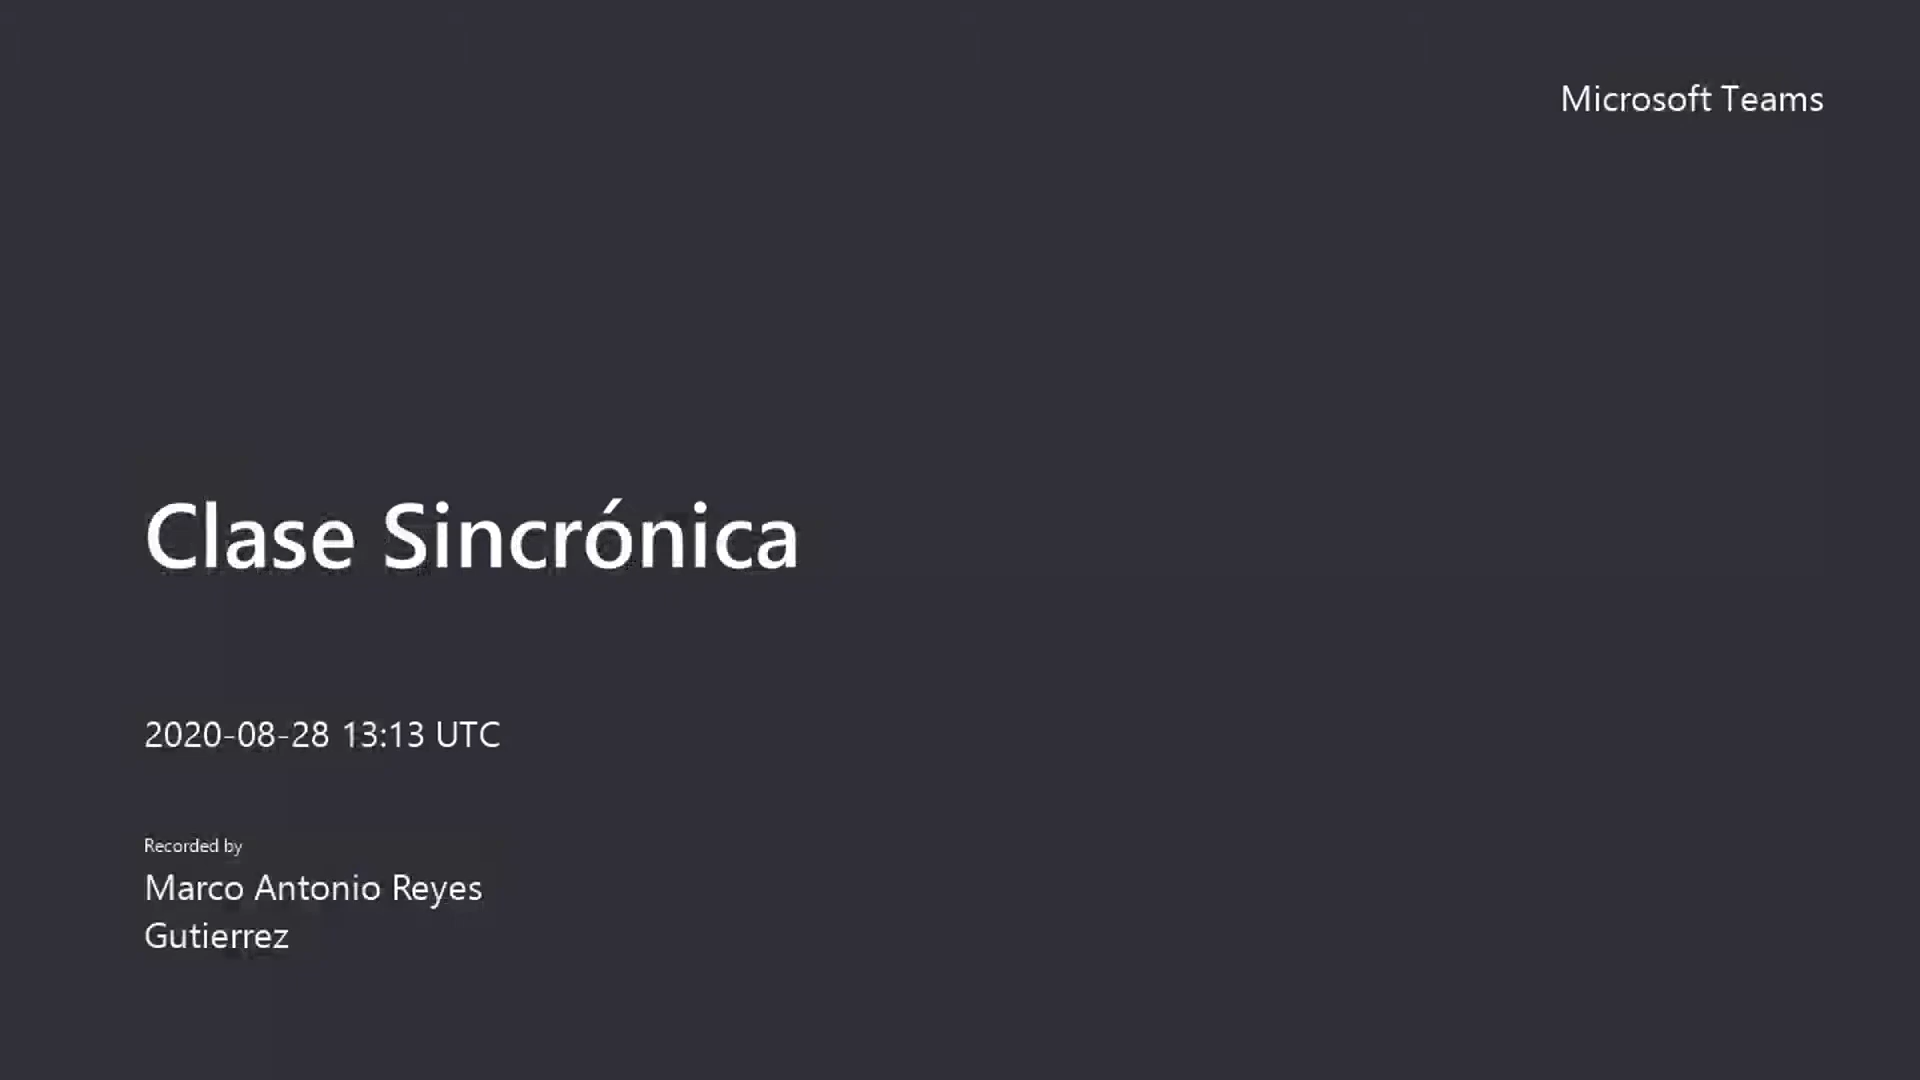 Microsoft Teams
Clase Sincrónica
2020-08-28 13:13 UTC
Recorded by
Marco Antonio Reyes
Gutierrez